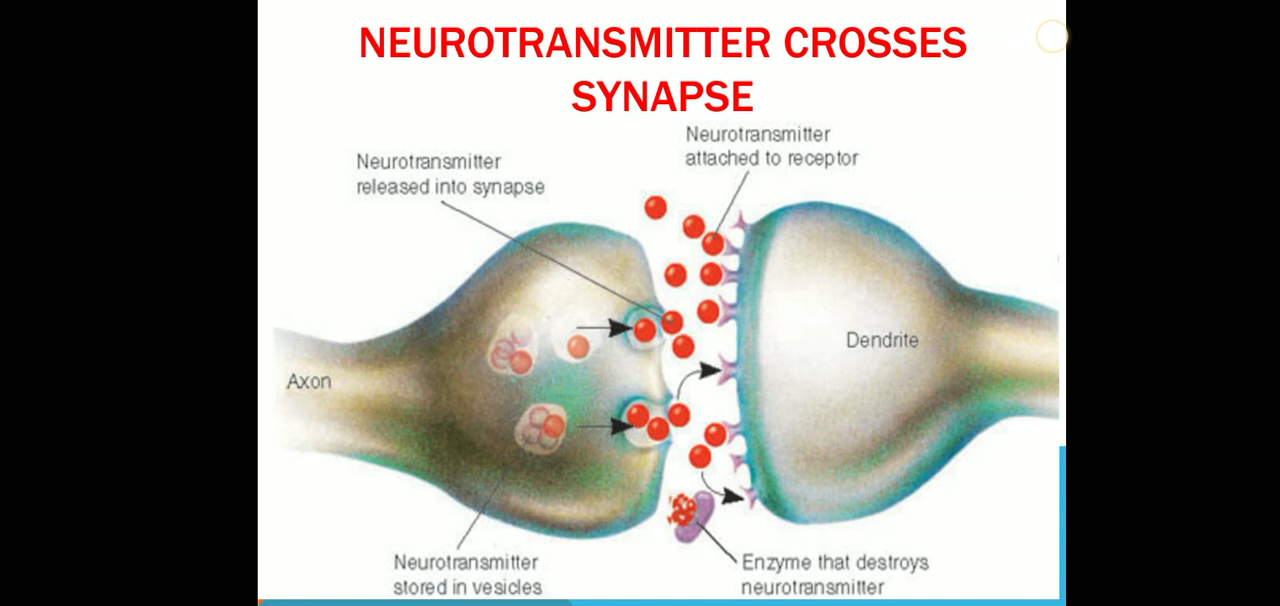 NEUROTRANSMITTER CROSSES
SYNAPSE
Neurotransmitter
attached to receptor
Neurotransmitter
released into synapse
Axon
Dendrite
Neurotransmitter
stored in vesicles
Enzyme that destroys
neurotransmitter